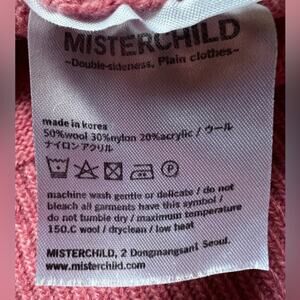 MISTERCHILD
~Double-sideness, Plain clothes~
made in korea
50%wool 30%nylon 20%acrylic / ウール
ナイロン アクリル
machine wash gentle or delicate / do not
bleach all garments have this symbol /
do not tumble dry / maximum temperature
150.C wool / dryclean / low heat
MISTERCHILD, 2 Dongmangsant Seoul.
www.misterchild.com